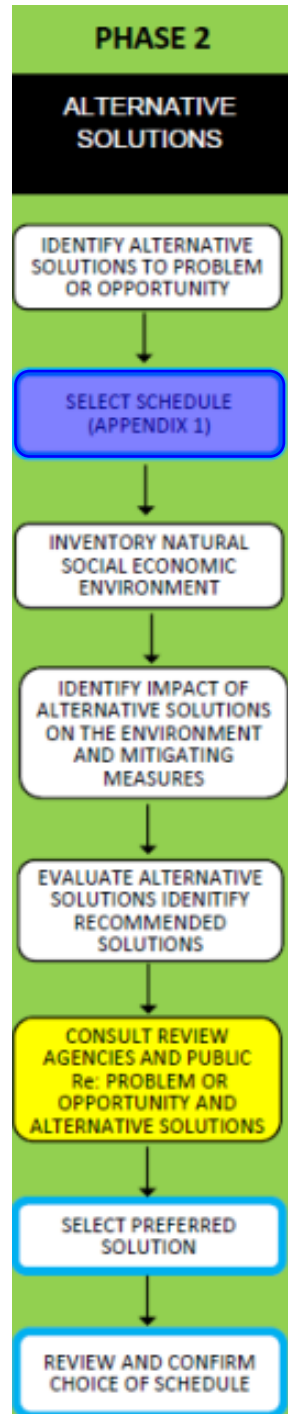 PHASE 2
ALTERNATIVE
SOLUTIONS
IDENTIFY ALTERNATIVE
SOLUTIONS TO PROBLEM
OR OPPORTUNITY
SELECT SCHEDULE
(APPENDIX 1)
INVENTORY NATURAL
SOCIAL ECONOMIC
ENVIRONMENT
IDENTIFY IMPACT OF
ALTERNATIVE SOLUTIONS
ON THE ENVIRONMENT
AND MITIGATING
MEASURES
EVALUATE ALTERNATIVE
SOLUTIONS IDENITIFY
RECOMMENDED
SOLUTIONS
CONSULT REVIEW
AGENCIES AND PUBLIC
Re: PROBLEM OR
OPPORTUNITY AND
ALTERNATIVE SOLUTIONS
SELECT PREFERRED
SOLUTION
REVIEW AND CONFIRM
CHOICE OF SCHEDULE